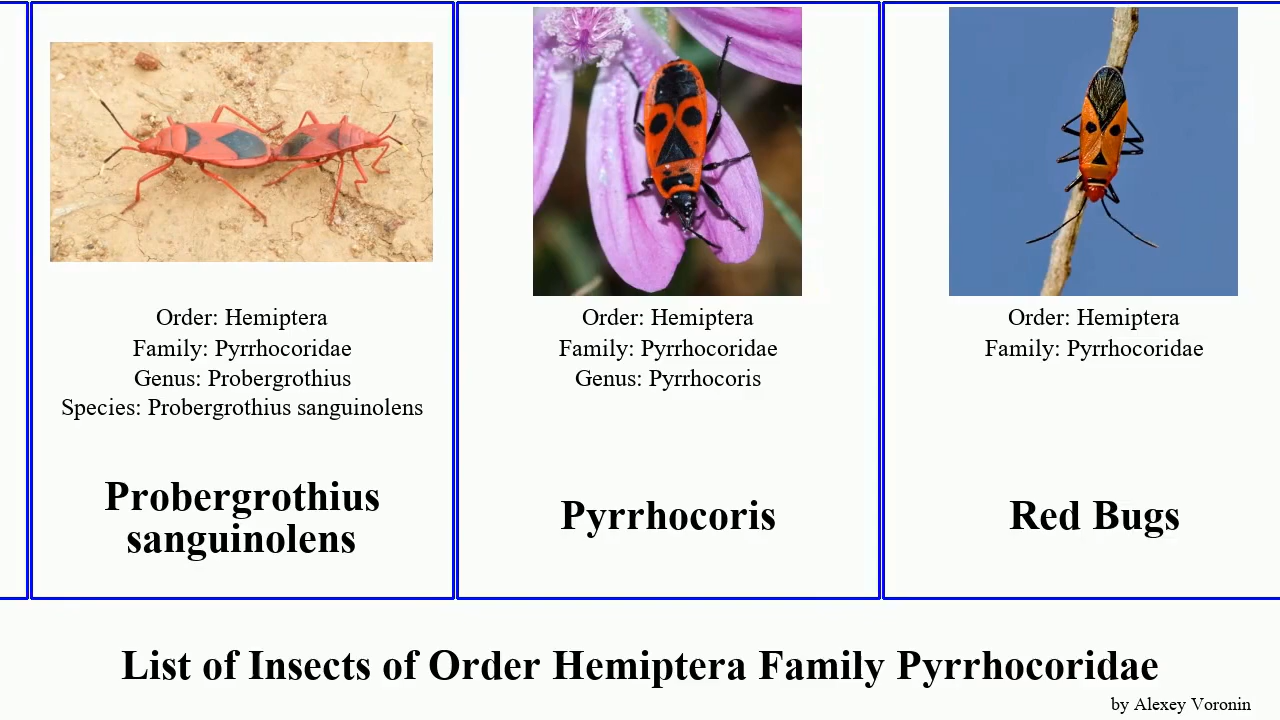 Order: Hemiptera
Family: Pyrrhocoridae
Genus: Probergrothius
Species: Probergrothius sanguinolens
Probergrothius
sanguinolens
Order: Hemiptera
Family: Pyrrhocoridae
Genus: Pyrrhocoris
Pyrrhocoris
Order: Hemiptera
Family: Pyrrhocoridae
Red Bugs
List of Insects of Order Hemiptera Family Pyrrhocoridae
by Alexey Voronin